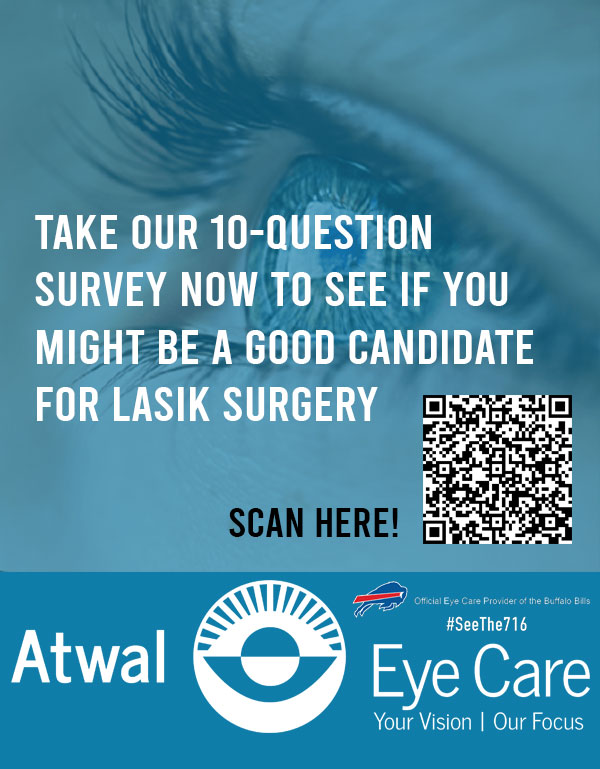 TAKE OUR 10-QUESTION
SURVEY NOW TO SEE IF YOU
MIGHT BE A GOOD CANDIDATE
FOR LASIK SURGERY
SCAN HERE!
Official Eye Care Provider of the Buffalo Bills
#SeeThe716
Atwal Eye Care
Your Vision | Our Focus